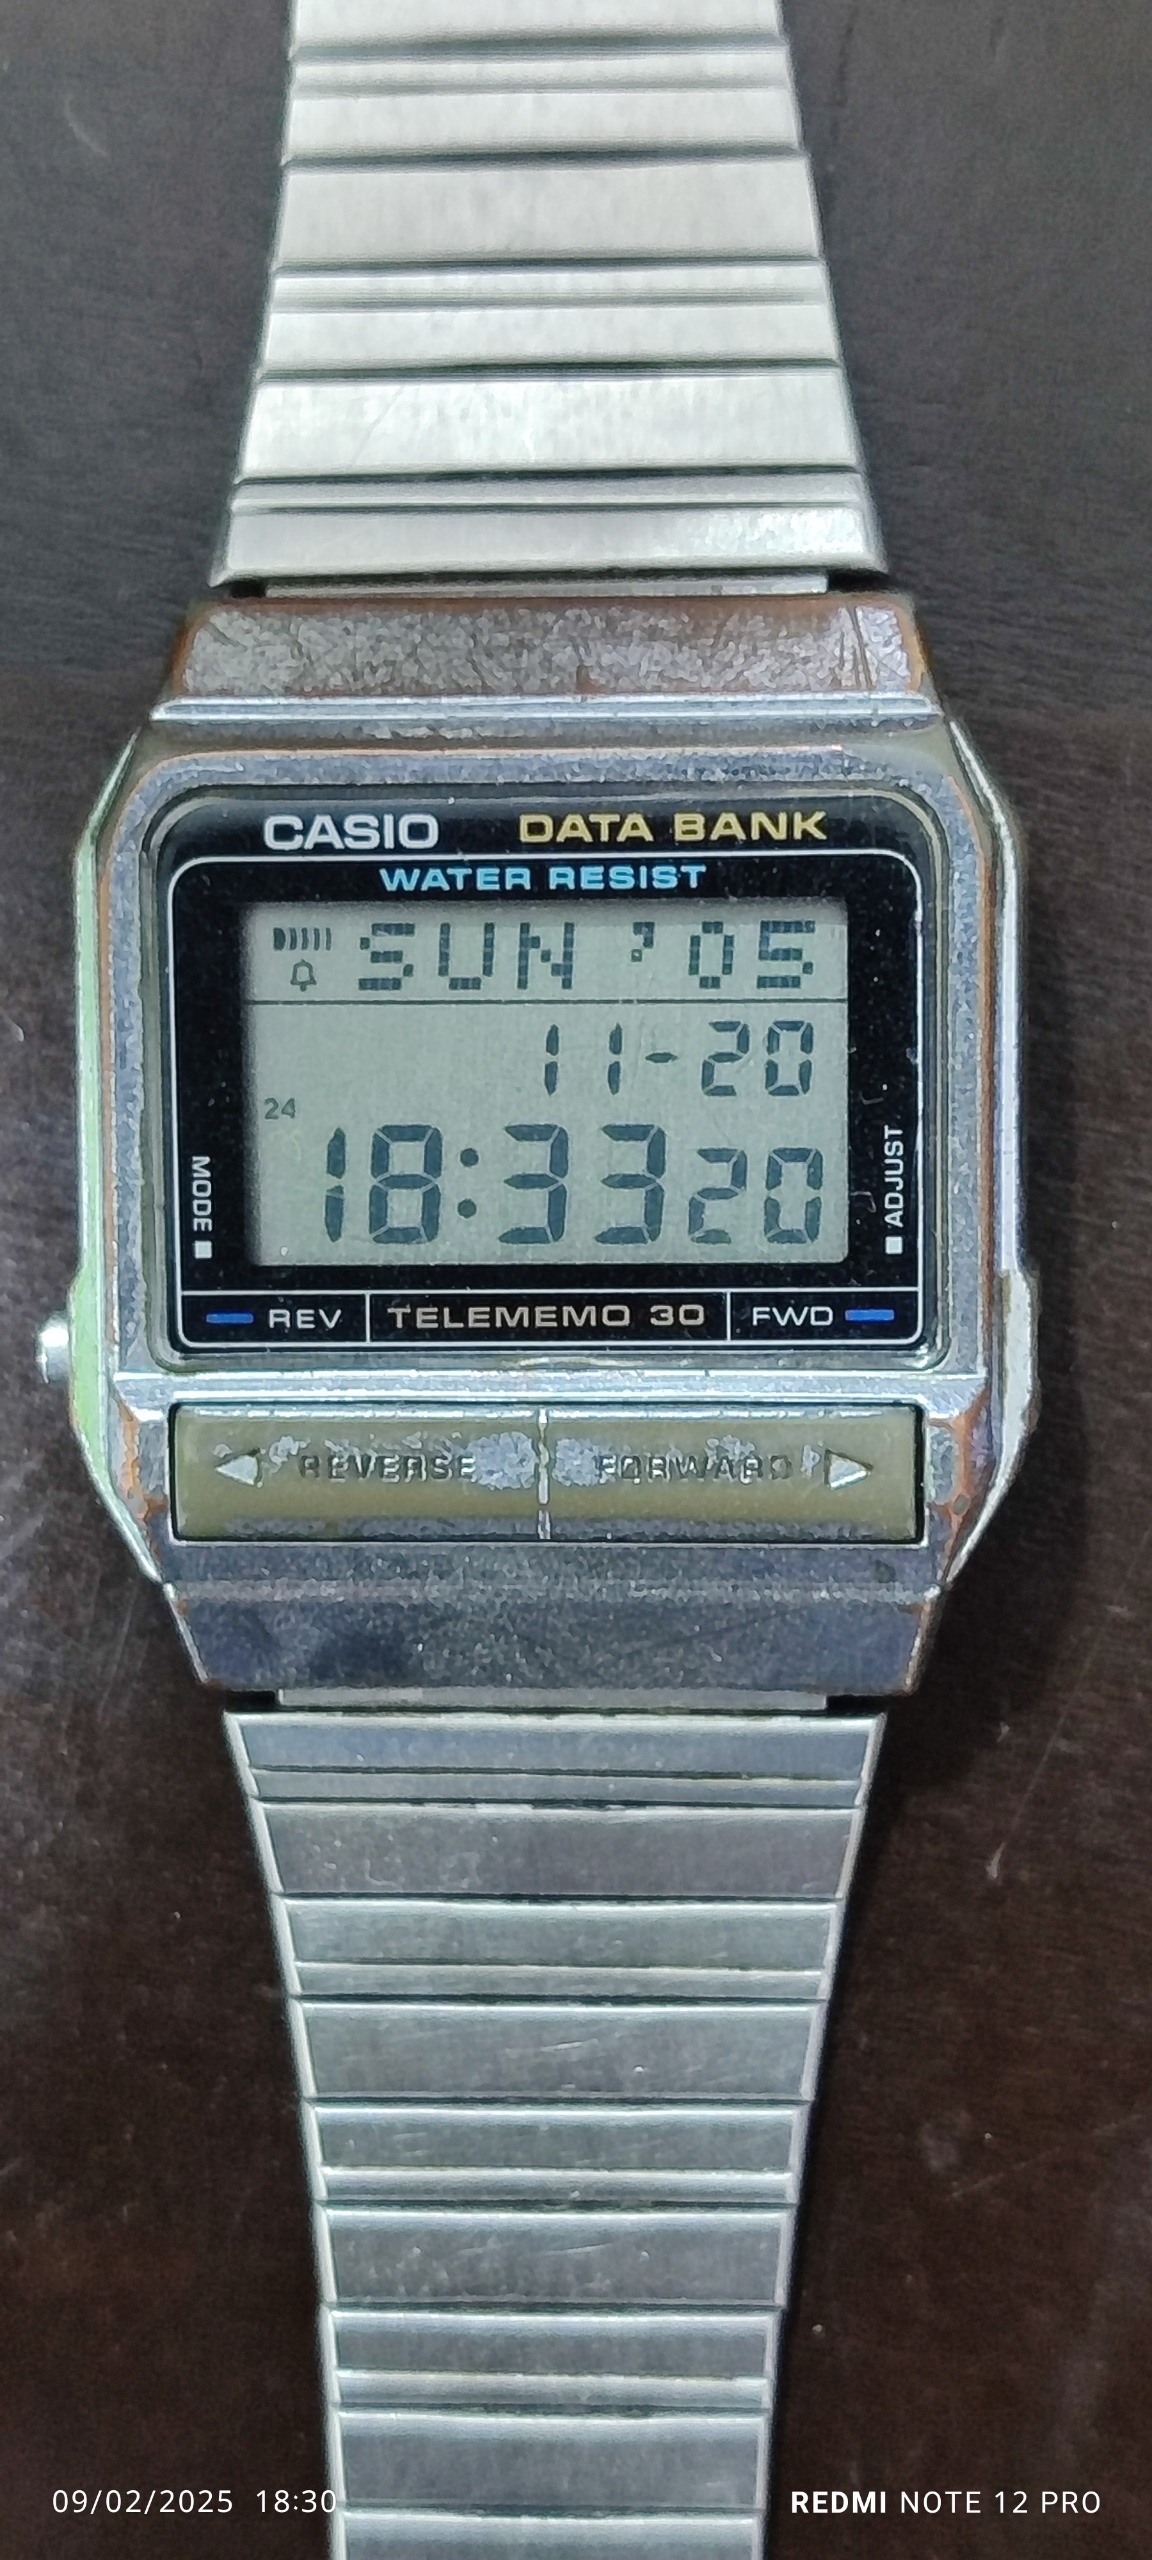 CASIO DATA BANK
WATER RESIST
SUN '05
11-20
24
18:33 20
MODE
ADJUST
REV TELEMEMO 30 FWD
REVERSE FORWARD
09/02/2025 18:30 REDMI NOTE 12 PRO